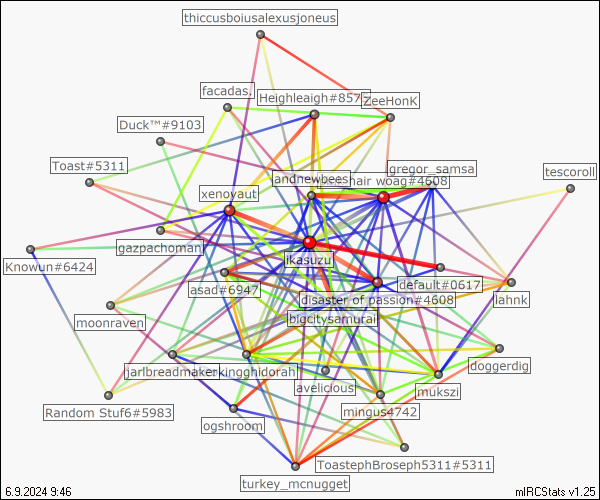 thiccusboiusalexusjoneus
facadas.
Heighleaigh#857
ZeeHonK
Duck™#9103
Toast#5311
gregor_samsa
tescoroll
andnewbees
hair woag#4608
xenoyaut
gazpachoman
ikasuzu
Knowun#6424
asad#6947
default#0617
disaster of passion#4608
lahnk
moonraven
bigcitysamurai
jarlbreadmaker
kingghidorah
doggerdig
avelicious
mukszi
Random Stuf6#5983
mingus4742
ogshroom
ToastephBroseph5311#5311
turkey_mcnugget
6.9.2024 9:46
mIRCStats v1.25